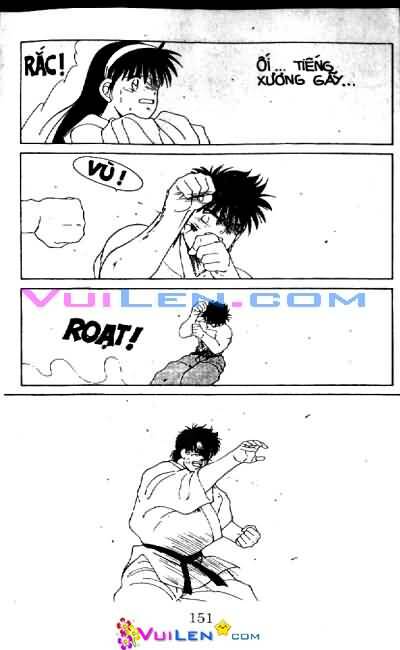 RẮC!
ỐI... TIẾNG
XƯƠNG GÃY...
VÙ!
VUILEN.COM
ROẠT!
151
VUILEN.COM